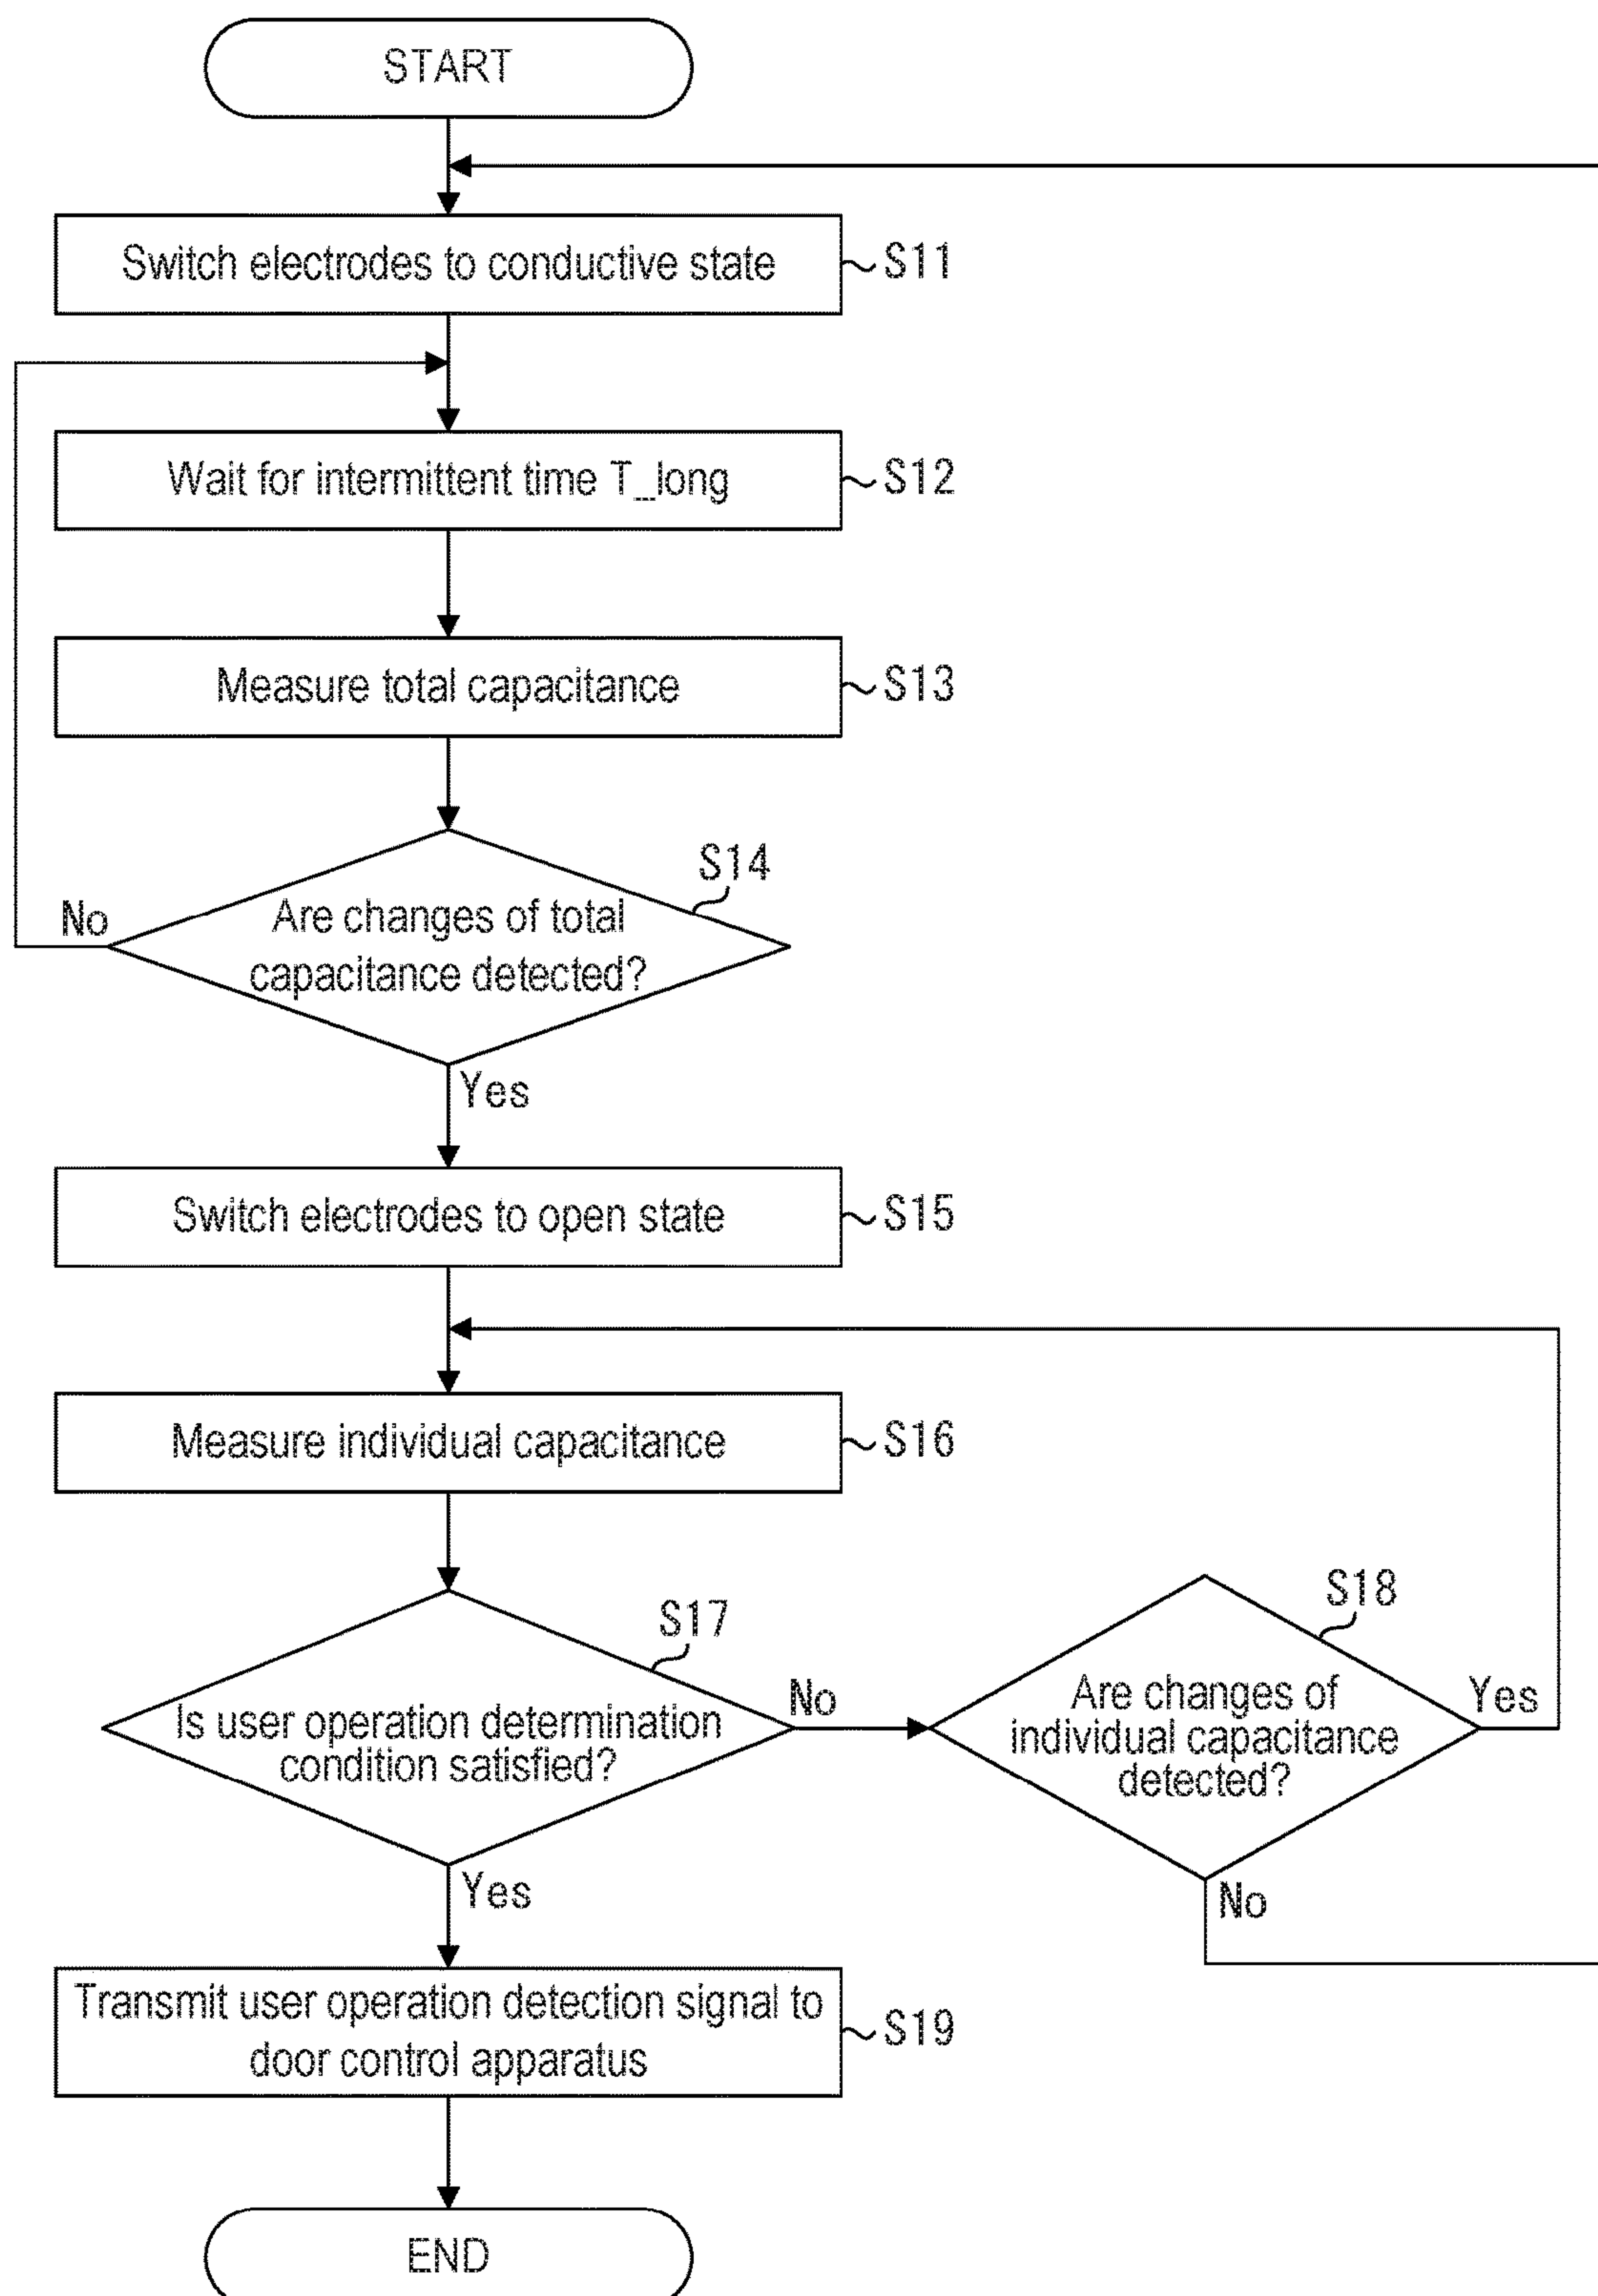 START
Switch electrodes to conductive state
S11
Wait for intermittent time T_long
S12
Measure total capacitance
S13
S14
Are changes of total
capacitance detected?
No
Yes
Switch electrodes to open state
S15
Measure individual capacitance
S16
S17
Is user operation determination
condition satisfied?
No
S18
Are changes of
individual capacitance
detected?
Yes
No
Yes
Transmit user operation detection signal to
door control apparatus
S19
END